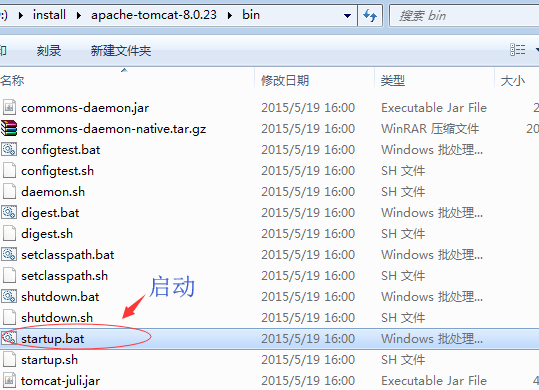 :) ▸ install ▸ apache-tomcat-8.0.23 ▸ bin 搜索 bin
刻录 新建文件夹
名称 修改日期 类型 大小
commons-daemon.jar 2015/5/19 16:00 Executable Jar File 2
commons-daemon-native.tar.gz 2015/5/19 16:00 WinRAR 压缩文件 20
configtest.bat 2015/5/19 16:00 Windows 批处理...
configtest.sh 2015/5/19 16:00 SH 文件
daemon.sh 2015/5/19 16:00 SH 文件
digest.bat 2015/5/19 16:00 Windows 批处理...
digest.sh 2015/5/19 16:00 SH 文件
setclasspath.bat 2015/5/19 16:00 Windows 批处理...
setclasspath.sh 2015/5/19 16:00 SH 文件
shutdown.bat 2015/5/19 16:00 Windows 批处理...
启动
shutdown.sh 2015/5/19 16:00 SH 文件
startup.bat 2015/5/19 16:00 Windows 批处理...
startup.sh 2015/5/19 16:00 SH 文件
tomcat-juli.jar 2015/5/19 16:00 Executable Jar File